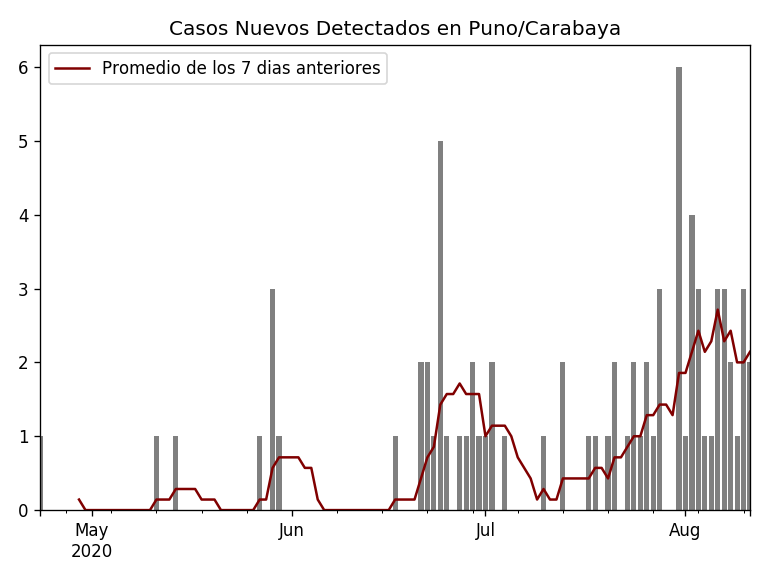 Casos Nuevos Detectados en Puno/Carabaya
Promedio de los 7 dias anteriores
6
5
4
3
2
1
0
May
2020
Jun
Jul
Aug